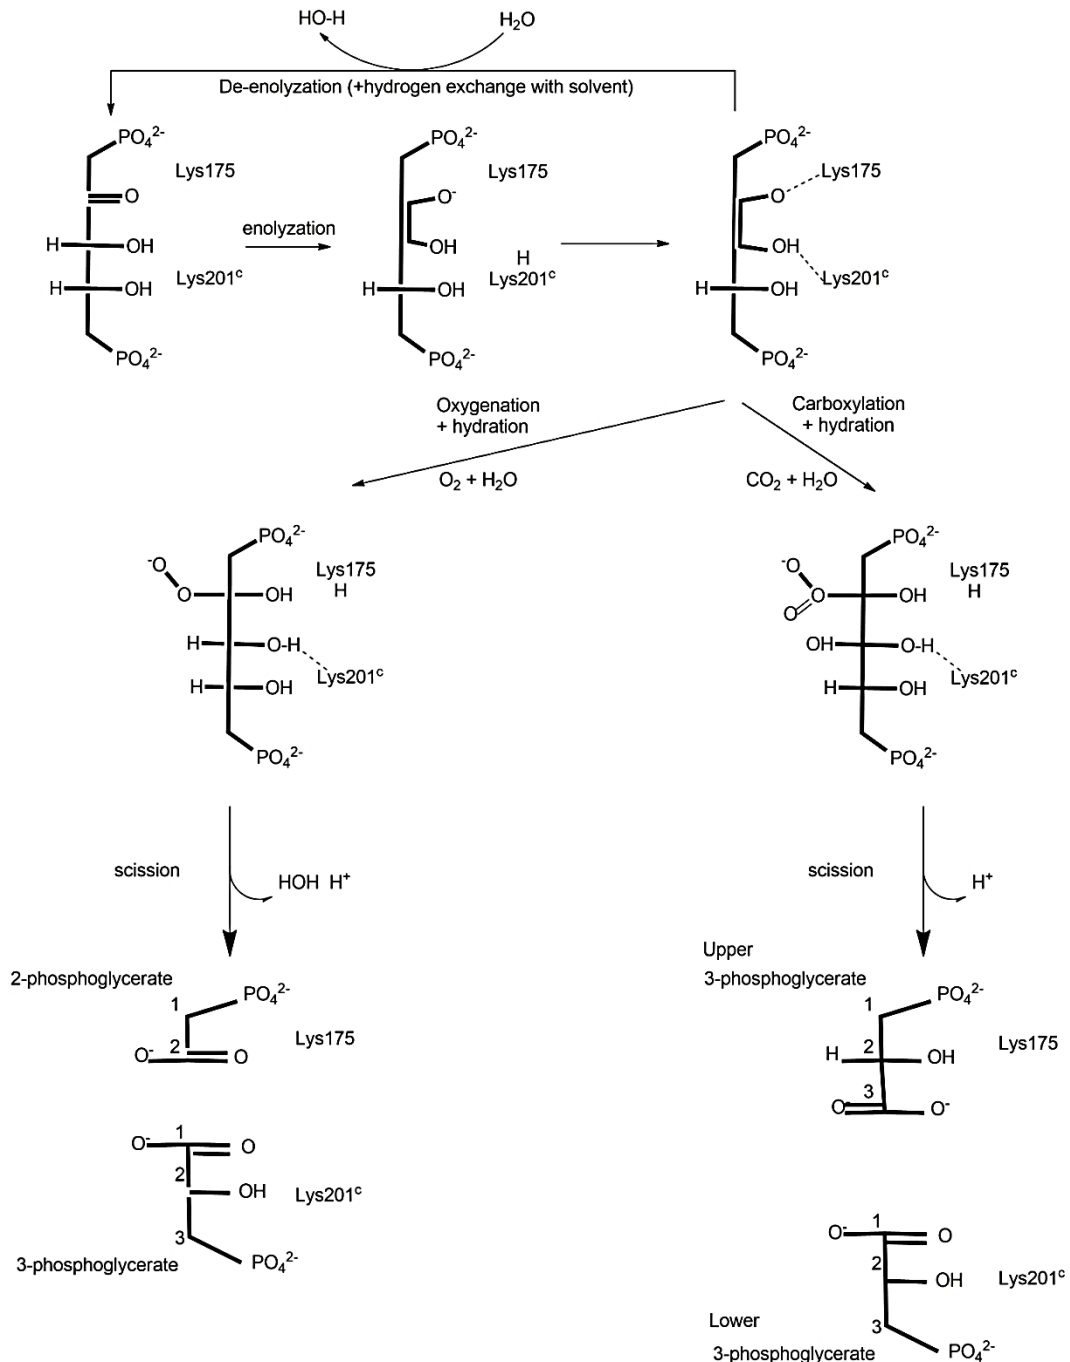 HO-H
H₂O
De-enolyzation (+hydrogen exchange with solvent)
PO₄²⁻
Lys175
O
H
OH
Lys201ᶜ
H
OH
PO₄²⁻
enolyzation
PO₄²⁻
Lys175
O⁻
OH
H
Lys201ᶜ
H
OH
PO₄²⁻
PO₄²⁻
Lys175
O
OH
Lys201ᶜ
H
OH
PO₄²⁻
Oxygenation
+ hydration
O₂ + H₂O
Carboxylation
+ hydration
CO₂ + H₂O
PO₄²⁻
⁻O
Lys175
H
O
OH
H
O-H
Lys201ᶜ
H
OH
PO₄²⁻
PO₄²⁻
⁻O
Lys175
H
O
OH
O
OH
O-H
Lys201ᶜ
H
OH
PO₄²⁻
scission
HOH H⁺
scission
H⁺
2-phosphoglycerate
1
PO₄²⁻
Lys175
2
O⁻
O
1
O⁻
O
2
OH
Lys201ᶜ
3
PO₄²⁻
3-phosphoglycerate
Upper
3-phosphoglycerate
1
PO₄²⁻
2
Lys175
H
OH
3
O⁻
O⁻
1
O⁻
O
2
OH
Lys201ᶜ
3
Lower
3-phosphoglycerate
PO₄²⁻